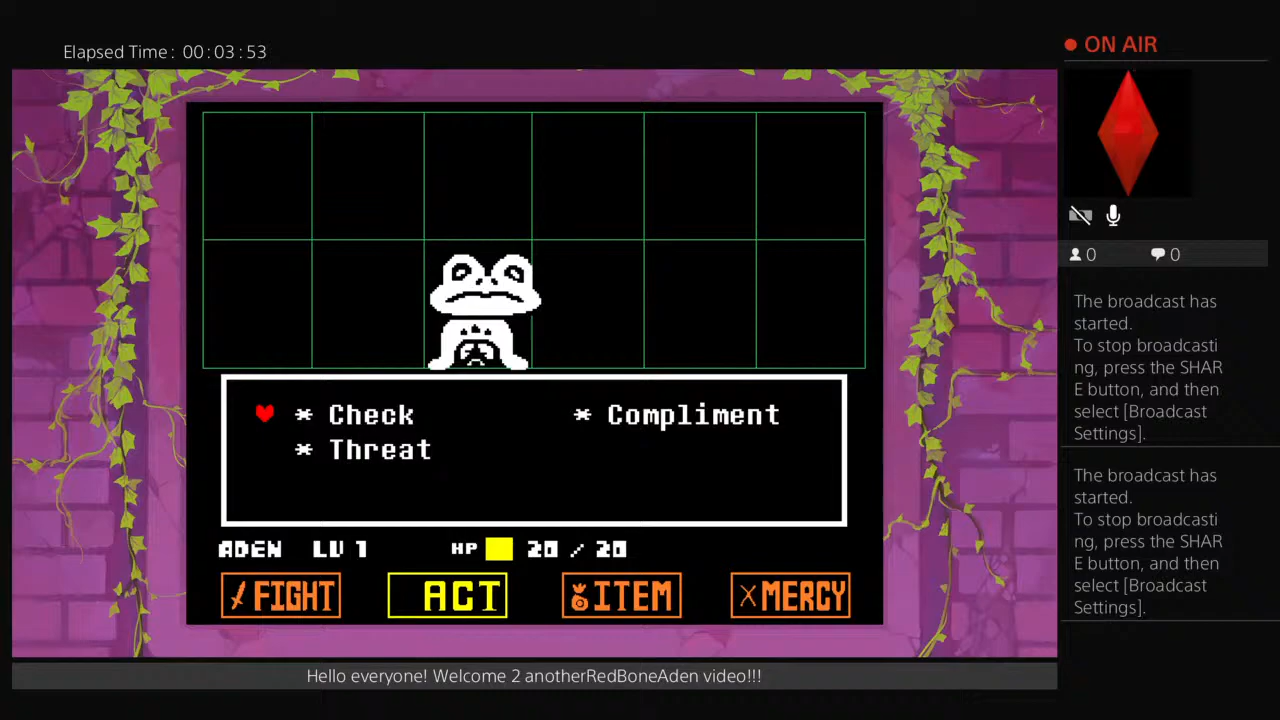 Elapsed Time: 00:03:53
ON AIR
0 0
The broadcast has
started.
To stop broadcasti
ng, press the SHAR
E button, and then
select [Broadcast
Settings].
The broadcast has
started.
To stop broadcasti
ng, press the SHAR
E button, and then
select [Broadcast
Settings].
* Check * Compliment
* Threat
ADEN LV 1 HP 20 / 20
FIGHT ACT ITEM MERCY
Hello everyone! Welcome 2 anotherRedBoneAden video!!!